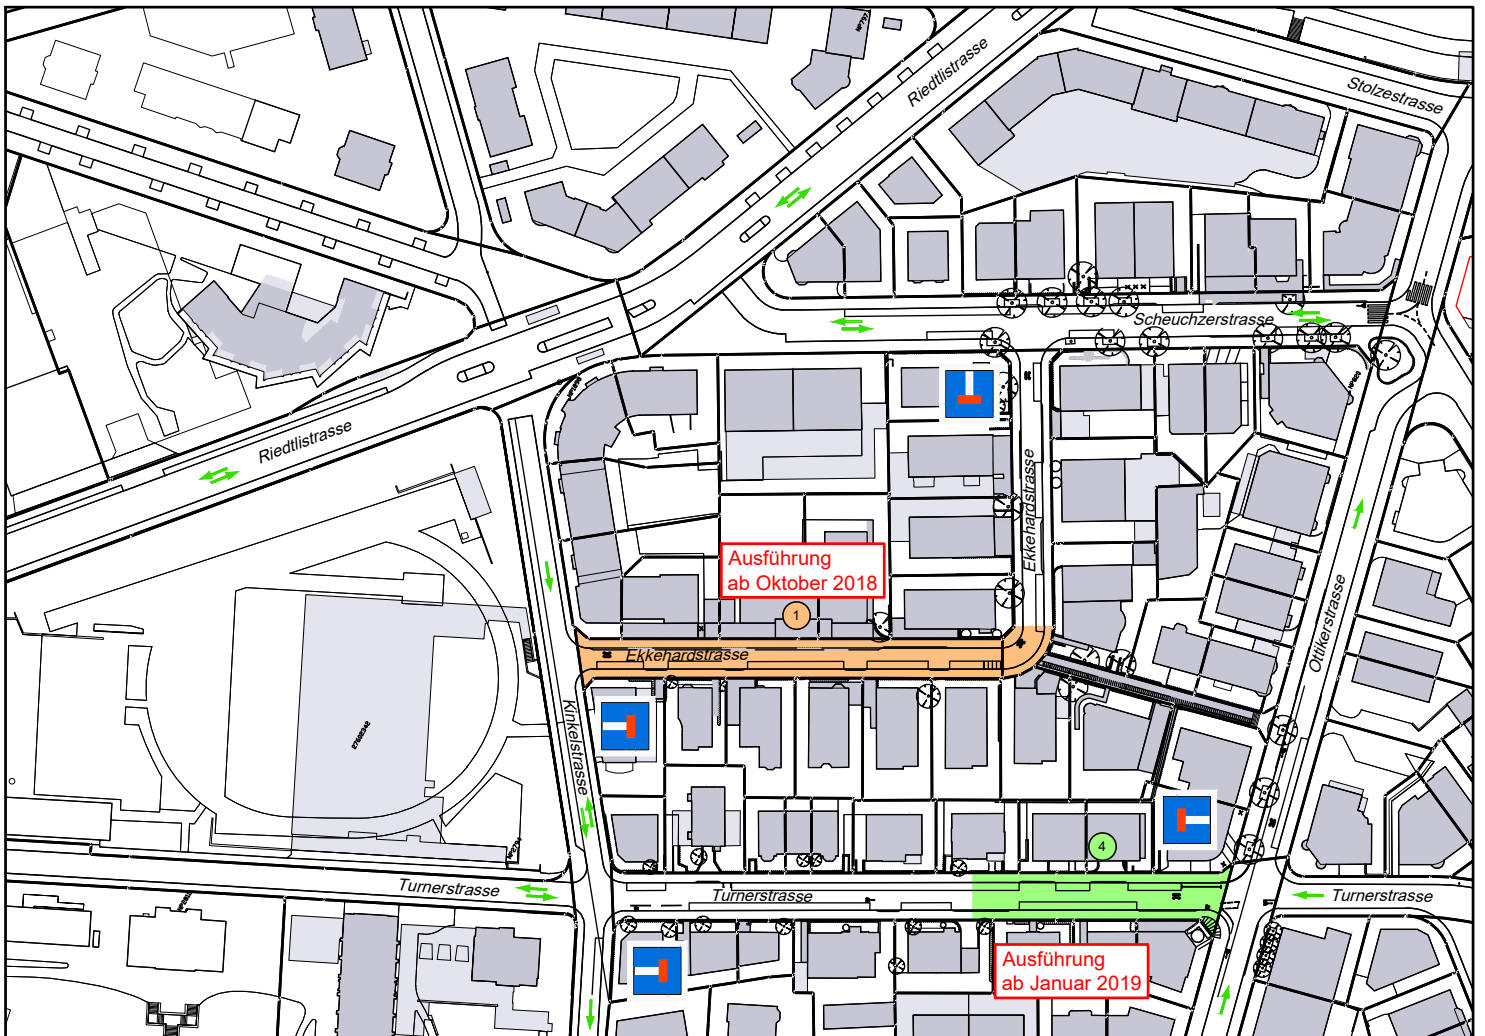 Stolzestrasse
Riedtlistrasse
Scheuchzerstrasse
Riedtlistrasse
Ekkehardstrasse
Ausführung
ab Oktober 2018
1
Ekkehardstrasse
Ottikerstrasse
Kinkelstrasse
4
Turnerstrasse
Turnerstrasse
Turnerstrasse
Ausführung
ab Januar 2019